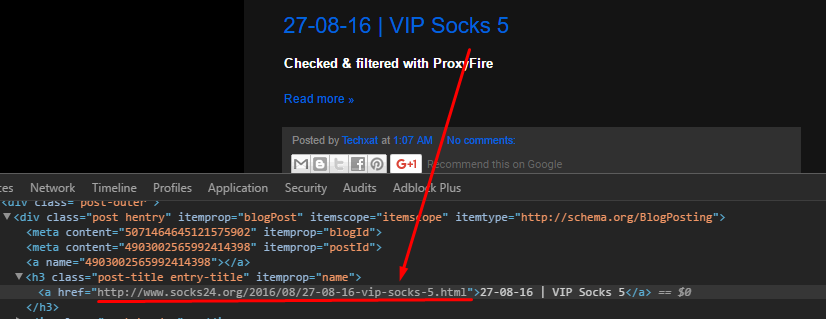 27-08-16 | VIP Socks 5
Checked & filtered with ProxyFire
Read more »
Posted by Techxat at 1:07 AM No comments:
G+1 Recommend this on Google
ces Network Timeline Profiles Application Security Audits Adblock Plus
<div class="post-outer">
▼<div class="post hentry" itemprop="blogPost" itemscope="itemscope" itemtype="http://schema.org/BlogPosting">
<meta content="5071464645121575902" itemprop="blogId">
<meta content="4903002565992414398" itemprop="postId">
<a name="4903002565992414398"></a>
▼<h3 class="post-title entry-title" itemprop="name">
<a href="http://www.socks24.org/2016/08/27-08-16-vip-socks-5.html">27-08-16 | VIP Socks 5</a> == $0
</h3>